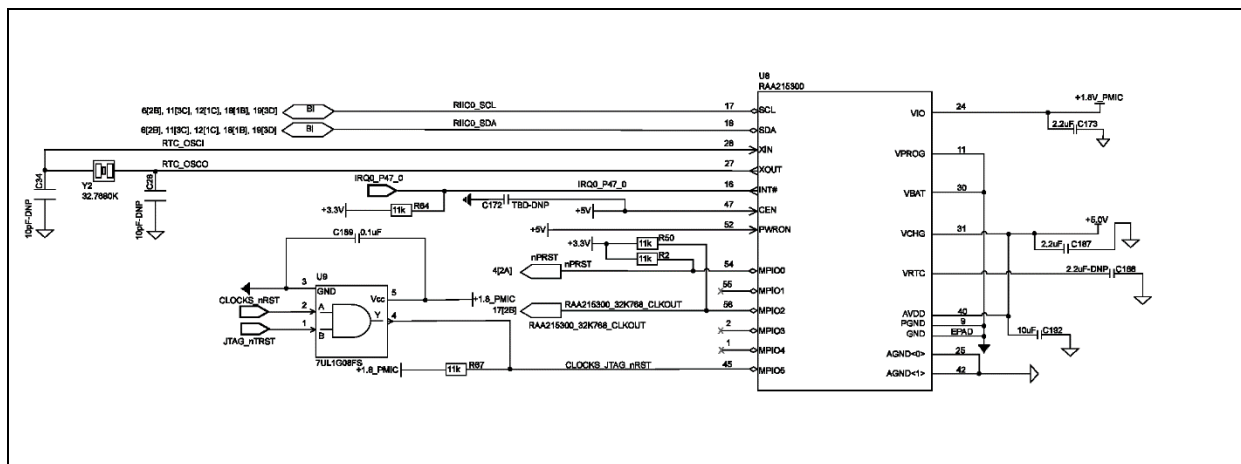 U8
RAA215300
6[2B], 11[3C], 12[1C], 18[1B], 19[3D]
BI
RIIC0_SCL
17
SCL
VIO
24
+1.8V_PMIC
6[2B], 11[3C], 12[1C], 18[1B], 19[3D]
BI
RIIC0_SDA
18
SDA
2.2uF
C173
RTC_OSCI
28
XIN
VPROG
11
RTC_OSCO
27
XOUT
C34
Y2
32.7680K
C28
10pF-DNP
10pF-DNP
IRQ0_P47_0
IRQ0_P47_0
16
INT#
VBAT
30
+3.3V
11k
R64
C172
TBD-DNP
+5V
47
CEN
+5V
52
PWRON
VCHG
31
+5.0V
2.2uF
C187
C189
0.1uF
+3.3V
11k
R50
11k
R2
4[2A]
nPRST
nPRST
54
MPIO0
VRTC
2.2uF-DNP
C188
U9
3
GND
Vcc
5
+1.8_PMIC
55
MPIO1
CLOCKS_nRST
2
A
Y
4
17[2B]
RAA215300_32K768_CLKOUT
RAA215300_32K768_CLKOUT
56
MPIO2
AVDD
40
PGND
9
GND
EPAD
JTAG_nTRST
1
B
2
MPIO3
10uF
C192
7UL1G08FS
1
MPIO4
AGND<0>
25
+1.8_PMIC
11k
R67
CLOCKS_JTAG_nRST
45
MPIO5
AGND<1>
42